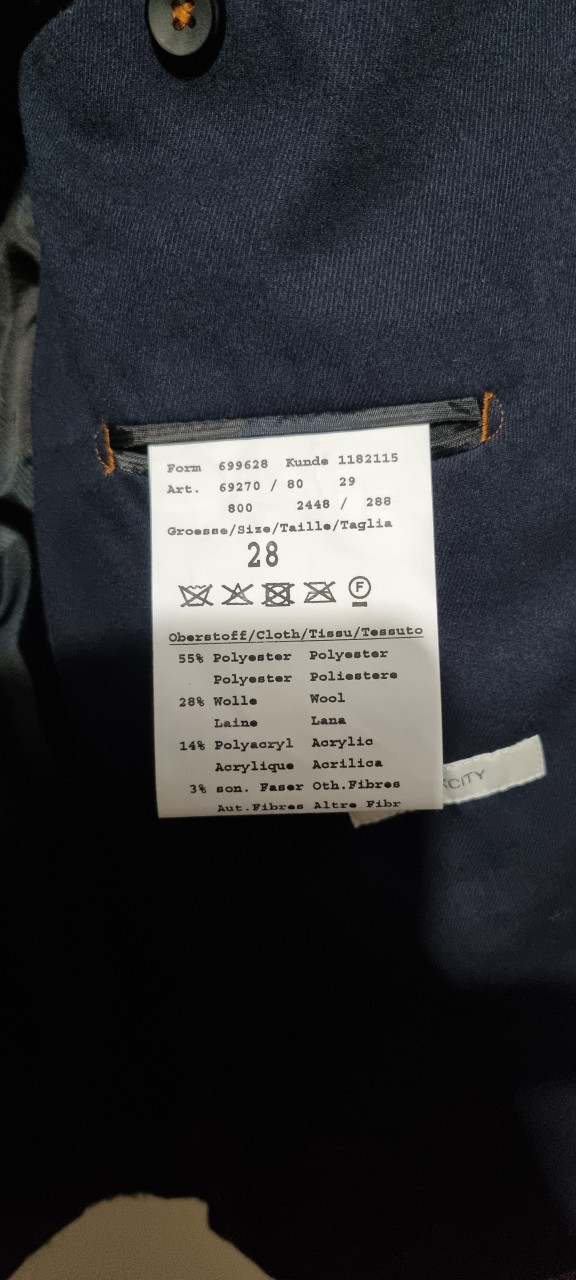 Form 699628 Kunde 1182115
Art. 69270 / 80 29
800 2448 / 288
Groesse/Size/Taille/Taglia
28
F
Oberstoff/Cloth/Tissu/Tessuto
55% Polyester Polyester
Polyester Poliestere
28% Wolle Wool
Laine Lana
14% Polyacryl Acrylic
Acrylique Acrilica
3% son. Faser Oth.Fibres
Aut.Fibres Altre Fibr